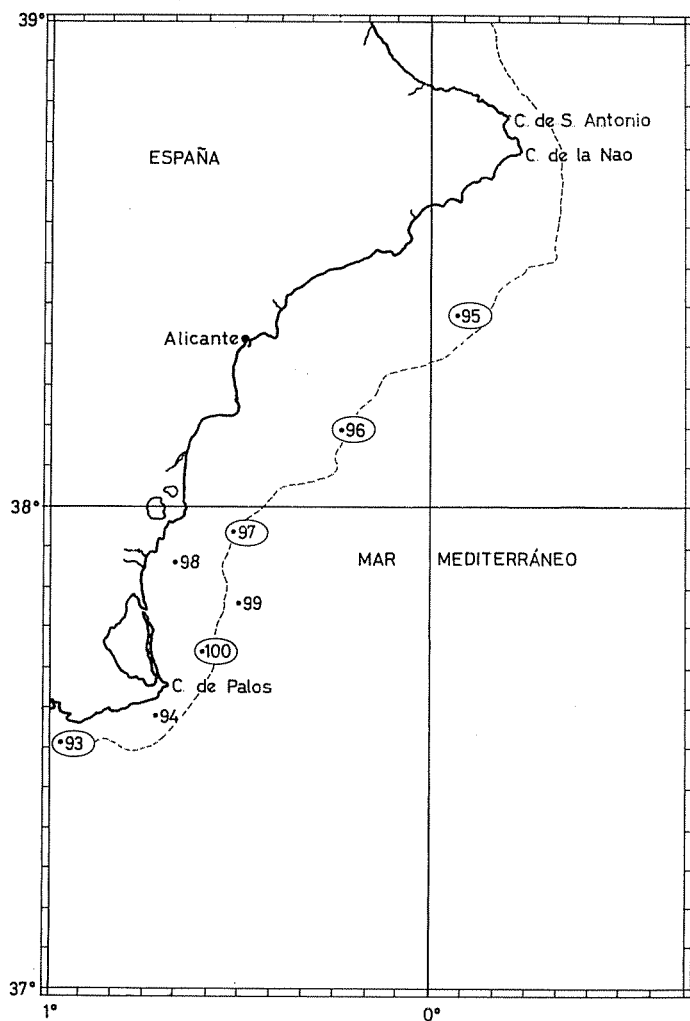 39°
C. de S. Antonio
C. de la Nao
ESPAÑA
95
Alicante
96
38°
97
98
MAR MEDITERRÁNEO
99
100
C. de Palos
94
93
37°
1°
0°